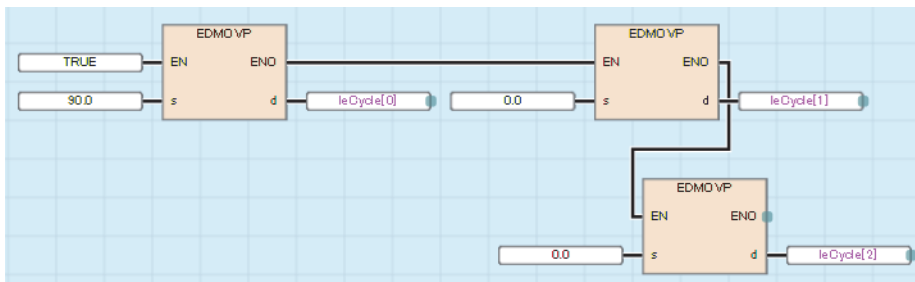 EDMOVP
EDMOVP
TRUE EN ENO EN ENO
90.0 s d leCycle[0] 0.0 s d leCycle[1]
EDMOVP
EN ENO
0.0 s d leCycle[2]